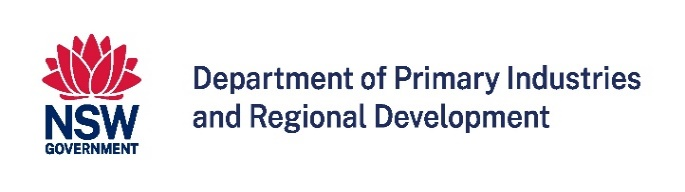 NSW
GOVERNMENT
Department of Primary Industries
and Regional Development